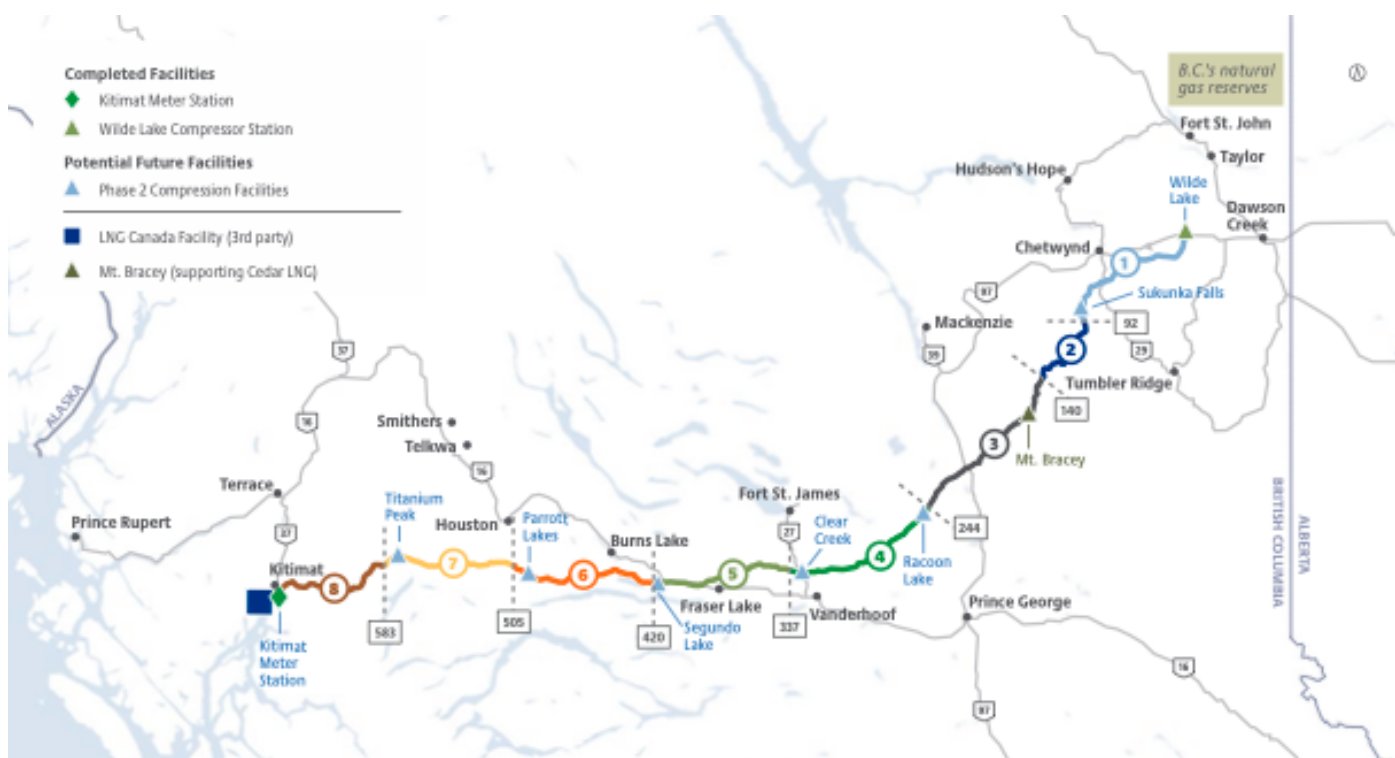 Completed Facilities
Kitimat Meter Station
Wilde Lake Compressor Station
Potential Future Facilities
Phase 2 Compression Facilities
LNG Canada Facility (3rd party)
Mt. Bracey (supporting Cedar LNG)
B.C.'s natural
gas reserves
Fort St. John
Taylor
Hudson's Hope
Wilde
Lake
Dawson
Creek
Chetwynd
1
Sukunka Falls
97
92
Mackenzie
39
2
29
Tumbler Ridge
140
37
ALASKA
16
Smithers
Telkwa
16
3
Mt. Bracey
Terrace
Prince Rupert
37
Titanium
Peak
Houston
Parrott
Lakes
Burns Lake
Fort St. James
27
Clear
Creek
4
Racoon
Lake
244
BRITISH COLUMBIA
ALBERTA
Kitimat
8
7
6
5
Fraser Lake
Vanderhoof
Prince George
583
505
420
Segundo
Lake
337
Kitimat
Meter
Station
16
97